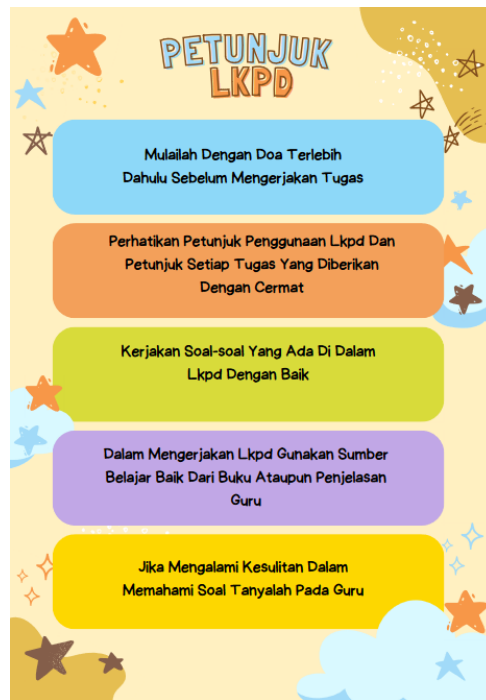 PETUNJUK
LKPD
Mulailah Dengan Doa Terlebih
Dahulu Sebelum Mengerjakan Tugas
Perhatikan Petunjuk Penggunaan Lkpd Dan
Petunjuk Setiap Tugas Yang Diberikan
Dengan Cermat
Kerjakan Soal-soal Yang Ada Di Dalam
Lkpd Dengan Baik
Dalam Mengerjakan Lkpd Gunakan Sumber
Belajar Baik Dari Buku Ataupun Penjelasan
Guru
Jika Mengalami Kesulitan Dalam
Memahami Soal Tanyalah Pada Guru